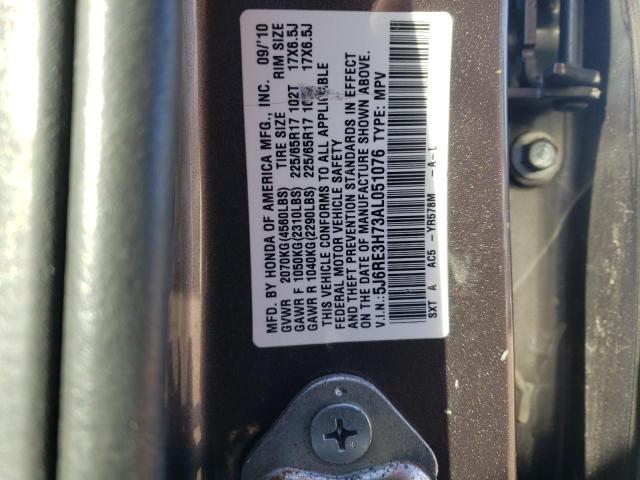 MFD. BY HONDA OF AMERICA MFG., INC. 09/'10
GVWR 2070KG(4560LBS) TIRE SIZE RIM SIZE
GAWR F 1050KG(2310LBS) 225/65R17 102T 17X6.5J
GAWR R 1040KG(2290LBS) 225/65R17 17X6.5J
THIS VEHICLE CONFORMS TO ALL APPLICABLE
FEDERAL MOTOR VEHICLE SAFETY
AND THEFT PREVENTION STANDARDS IN EFFECT
ON THE DATE OF MANUFACTURE SHOWN ABOVE.
V.I.N.:5J6RE3H73AL051076 TYPE: MPV
SXT A AC5 - YR578M - A - L